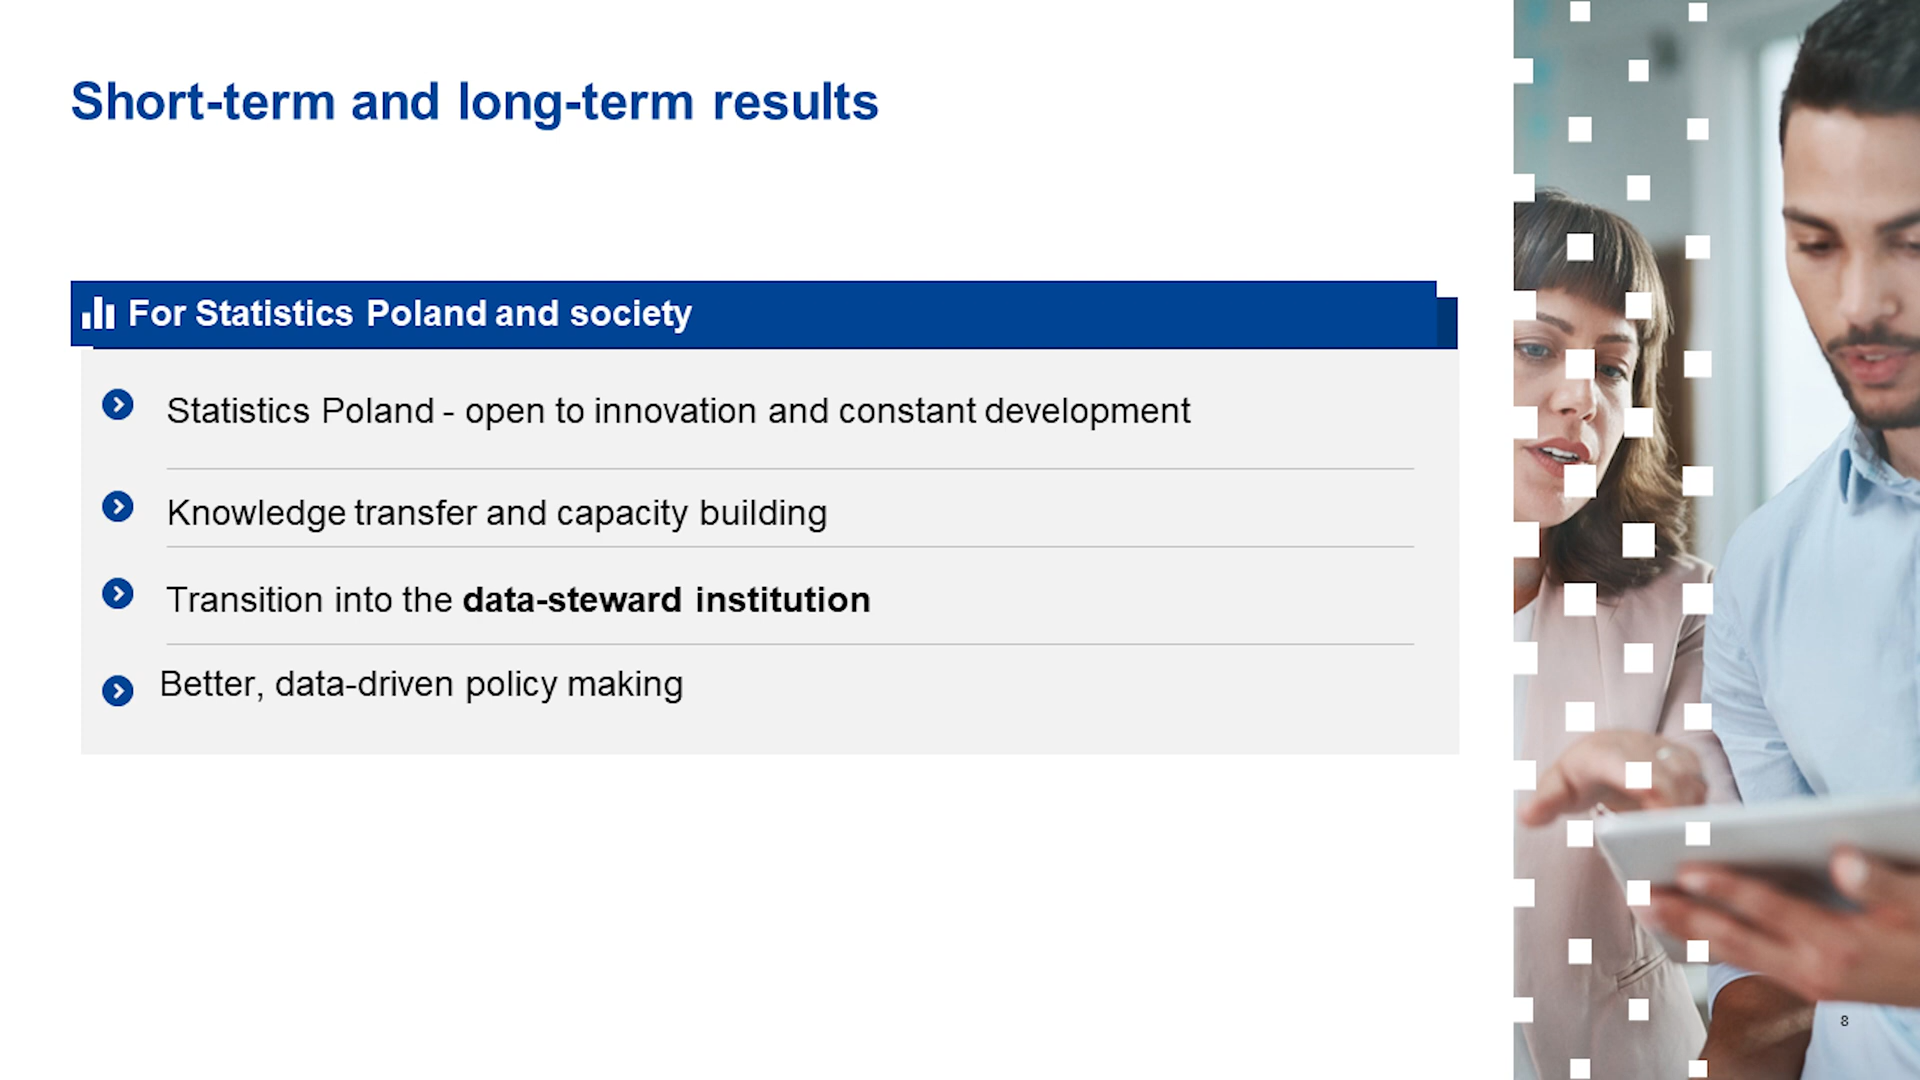 Short-term and long-term results
For Statistics Poland and society
Statistics Poland - open to innovation and constant development
Knowledge transfer and capacity building
Transition into the data-steward institution
Better, data-driven policy making
8